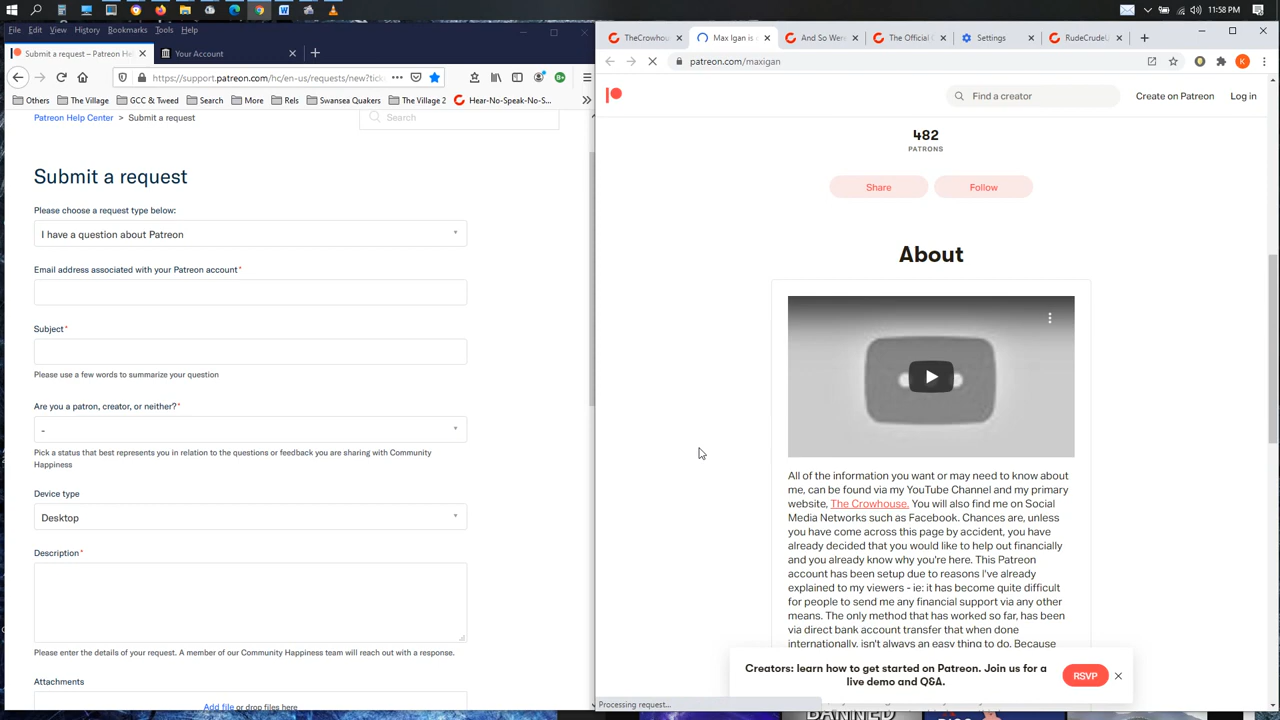 5:58 PM
File Edit View History Bookmarks Tools Help
Submit a request – Patreon He
Your Account
https://support.patreon.com/hc/en-us/requests/new?tick
Others The Village GCC & Tweed Search More Rels Swansea Quakers The Village 2 Hear-No-Speak-No-S...
Patreon Help Center > Submit a request
Search
Submit a request
Please choose a request type below:
I have a question about Patreon
Email address associated with your Patreon account*
Subject*
Please use a few words to summarize your question
Are you a patron, creator, or neither?*
-
Pick a status that best represents you in relation to the questions or feedback you are sharing with Community
Happiness
Device type
Desktop
Description*
Please enter the details of your request. A member of our Community Happiness team will reach out with a response.
Attachments
Add file or drop files here
TheCrowhous
Max Igan is c
And So Were
The Official C
Settings
RudeCrudeLe
patreon.com/maxigan
K
Find a creator
Create on Patreon
Log in
482
PATRONS
Share
Follow
About
All of the information you want or may need to know about
me, can be found via my YouTube Channel and my primary
website, The Crowhouse. You will also find me on Social
Media Networks such as Facebook. Chances are, unless
you have come across this page by accident, you have
already decided that you would like to help out financially
and you already know why you're here. This Patreon
account has been setup due to reasons I've already
explained to my viewers - ie: it has become quite difficult
for people to send me any financial support via any other
means. The only method that has worked so far, has been
via direct bank account transfer that when done
internationally, isn't always an easy thing to do. Because
Creators: learn how to get started on Patreon. Join us for a
live demo and Q&A.
RSVP
Processing request...
BANNED